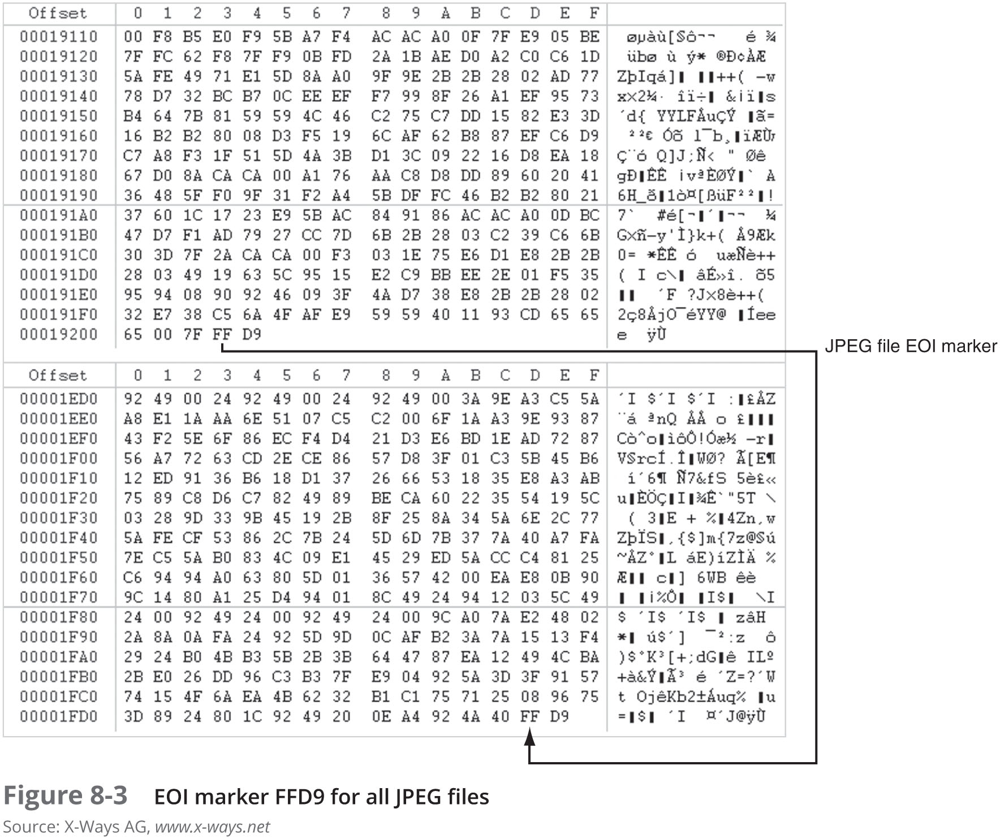 Offset 0 1 2 3 4 5 6 7 8 9 A B C D E F
00019110 00 F8 B5 E0 F9 5B A7 F4 AC AC A0 0F 7F E9 05 BE øµàù[Sô¬¬ é ¾
00019120 7F FC 62 F8 7F F9 0B FD 2A 1B AE D0 A2 C0 C6 1D übø ù ý* ®Ð¢ÀÆ
00019130 5A FE 49 71 E1 5D 8A A0 9F 9E 2B 2B 28 02 AD 77 ZþIqá]▮ ▮▮++( -w
00019140 78 D7 32 BC B7 0C EE EF F7 99 8F 26 A1 EF 95 73 x×2¼· îï÷▮ &¡ï▮s
00019150 B4 64 7B 81 59 59 4C 46 C2 75 C7 DD 15 82 E3 3D ´d{ YYLFÂuÇÝ ▮ã=
00019160 16 B2 B2 80 08 D3 F5 19 6C AF 62 B8 87 EF C6 D9 ²²€ Óõ l¯b¸▮ïÆÙ
00019170 C7 A8 F3 1F 51 5D 4A 3B D1 3C 09 22 16 D8 EA 18 Ç¨ó Q]J;Ñ< " Øê
00019180 67 D0 8A CA CA 00 A1 76 AA C8 D8 DD 89 60 20 41 gÐ▮ÊÊ ¡vªÈØÝ▮` A
00019190 36 48 5F F0 9F 31 F2 A4 5B DF FC 46 B2 B2 80 21 6H_ð▮1ò¤[ßüF²²▮!
000191A0 37 60 1C 17 23 E9 5B AC 84 91 86 AC AC A0 0D BC 7` #é[¬▮´▮¬¬ ¼
000191B0 47 D7 F1 AD 79 27 CC 7D 6B 2B 28 03 C2 39 C6 6B G×ñ-y'Ì}k+( Â9Æk
000191C0 30 3D 7F 2A CA CA 00 F3 03 1E 75 E6 D1 E8 2B 2B 0= *ÊÊ ó uæÑè++
000191D0 28 03 49 19 63 5C 95 15 E2 C9 BB EE 2E 01 F5 35 ( I c\▮ âÉ»î. õ5
000191E0 95 94 08 90 92 46 09 3F 4A D7 38 E8 2B 2B 28 02 ▮▮ ´F ?J×8è++(
000191F0 32 E7 38 C5 6A 4F AF E9 59 59 40 11 93 CD 65 65 2ç8ÅjO¯éYY@ ▮Íee
00019200 65 00 7F FF D9 e ÿÙ
JPEG file EOI marker
Offset 0 1 2 3 4 5 6 7 8 9 A B C D E F
00001ED0 92 49 00 24 92 49 00 24 92 49 00 3A 9E A3 C5 5A ´I $´I $´I :▮£ÅZ
00001EE0 A8 E1 1A AA 6E 51 07 C5 C2 00 6F 1A A3 9E 93 87 ¨á ªnQ ÅÂ o £▮▮▮
00001EF0 43 F2 5E 6F 86 EC F4 D4 21 D3 E6 BD 1E AD 72 87 Cò^o▮ìôÔ!Óæ½ -r▮
00001F00 56 A7 72 63 CD 2E CE 86 57 D8 3F 01 C3 5B 45 B6 VSrcÍ.Î▮WØ? Ã[E¶
00001F10 12 ED 91 36 B6 18 D1 37 26 66 53 18 35 E8 A3 AB í´6¶ Ñ7&fS 5è£«
00001F20 75 89 C8 D6 C7 82 49 89 BE CA 60 22 35 54 19 5C u▮ÈÖÇ▮I▮¾Ê`"5T \
00001F30 03 28 9D 33 9B 45 19 2B 8F 25 8A 34 5A 6E 2C 77 ( 3▮E + %▮4Zn,w
00001F40 5A FE CF 53 86 2C 7B 24 5D 6D 7B 37 7A 40 A7 FA ZþÏS▮,{$]m{7z@Sú
00001F50 7E C5 5A B0 83 4C 09 E1 45 29 ED 5A CC C4 81 25 ~ÅZ°▮L áE)íZÌÄ %
00001F60 C6 94 94 A0 63 80 5D 01 36 57 42 00 EA E8 0B 90 Æ▮▮ c▮] 6WB êè
00001F70 9C 14 80 A1 25 D4 94 01 8C 49 24 94 12 03 5C 49 ▮ ▮¡%Ô▮ ▮I$▮ \I
00001F80 24 00 92 49 24 00 92 49 24 00 9C A0 7A E2 48 02 $ ´I$ ´I$ ▮ zâH
00001F90 2A 8A 0A FA 24 92 5D 9D 0C AF B2 3A 7A 15 13 F4 *▮ ú$´] ¯²:z ô
00001FA0 29 24 B0 4B B3 5B 2B 3B 64 47 87 EA 12 49 4C BA )$°K³[+;dG▮ê ILº
00001FB0 2B E0 26 DD 96 C3 B3 7F E9 04 92 5A 3D 3F 91 57 +à&Ý▮Ã³ é ´Z=?´W
00001FC0 74 15 4F 6A EA 4B 62 32 B1 C1 75 71 25 08 96 75 t OjêKb2±Áuq% ▮u
00001FD0 3D 89 24 80 1C 92 49 20 0E A4 92 4A 40 FF D9 =▮$▮ ´I ¤´J@ÿÙ
Figure 8-3 EOI marker FFD9 for all JPEG files
Source: X-Ways AG, www.x-ways.net